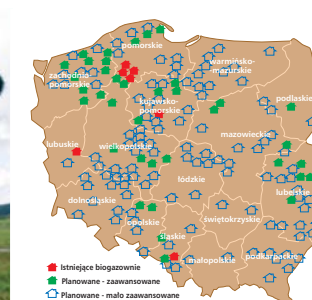 pomorskie
warmińsko-
mazurskie
zachodnio
pomorskie
podlaskie
kujawsko-
pomorskie
mazowieckie
lubuskie
wielkopolskie
łódzkie
lubelskie
dolnośląskie
opolskie
świętokrzyskie
śląskie
małopolskie
podkarpackie
Istniejące biogazownie
Planowane - zaawansowane
Planowane - mało zaawansowane